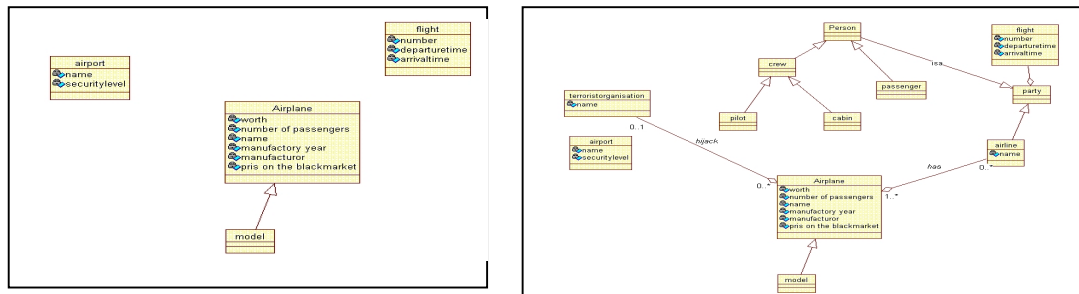 flight
number
departuretime
arrivaltime
airport
name
securitylevel
Airplane
worth
number of passengers
name
manufactory year
manufacturor
pris on the blackmarket
model
Person
flight
number
departuretime
arrivaltime
isa
crew
passenger
party
terroristorganisation
name
pilot
cabin
0..1
airport
name
securitylevel
hijack
airline
name
has
0..*
0..*
Airplane
1..*
worth
number of passengers
name
manufactory year
manufacturor
pris on the blackmarket
model